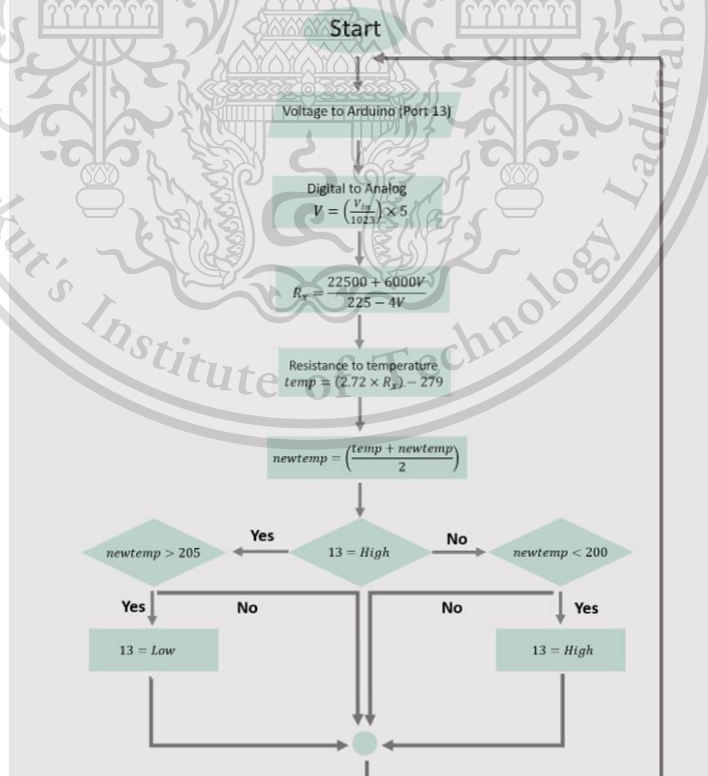 Start
Voltage to Arduino (Port 13)
Digital to Analog
V = (V_in/1023) × 5
R_x = (22500 + 6000V)/(225 − 4V)
Resistance to temperature
temp = (2.72 × R_x) − 279
newtemp = ((temp + newtemp)/2)
newtemp > 205
Yes
13 = High
No
newtemp < 200
Yes
No
No
Yes
13 = Low
13 = High
kut's Institute of Technology Ladkraba